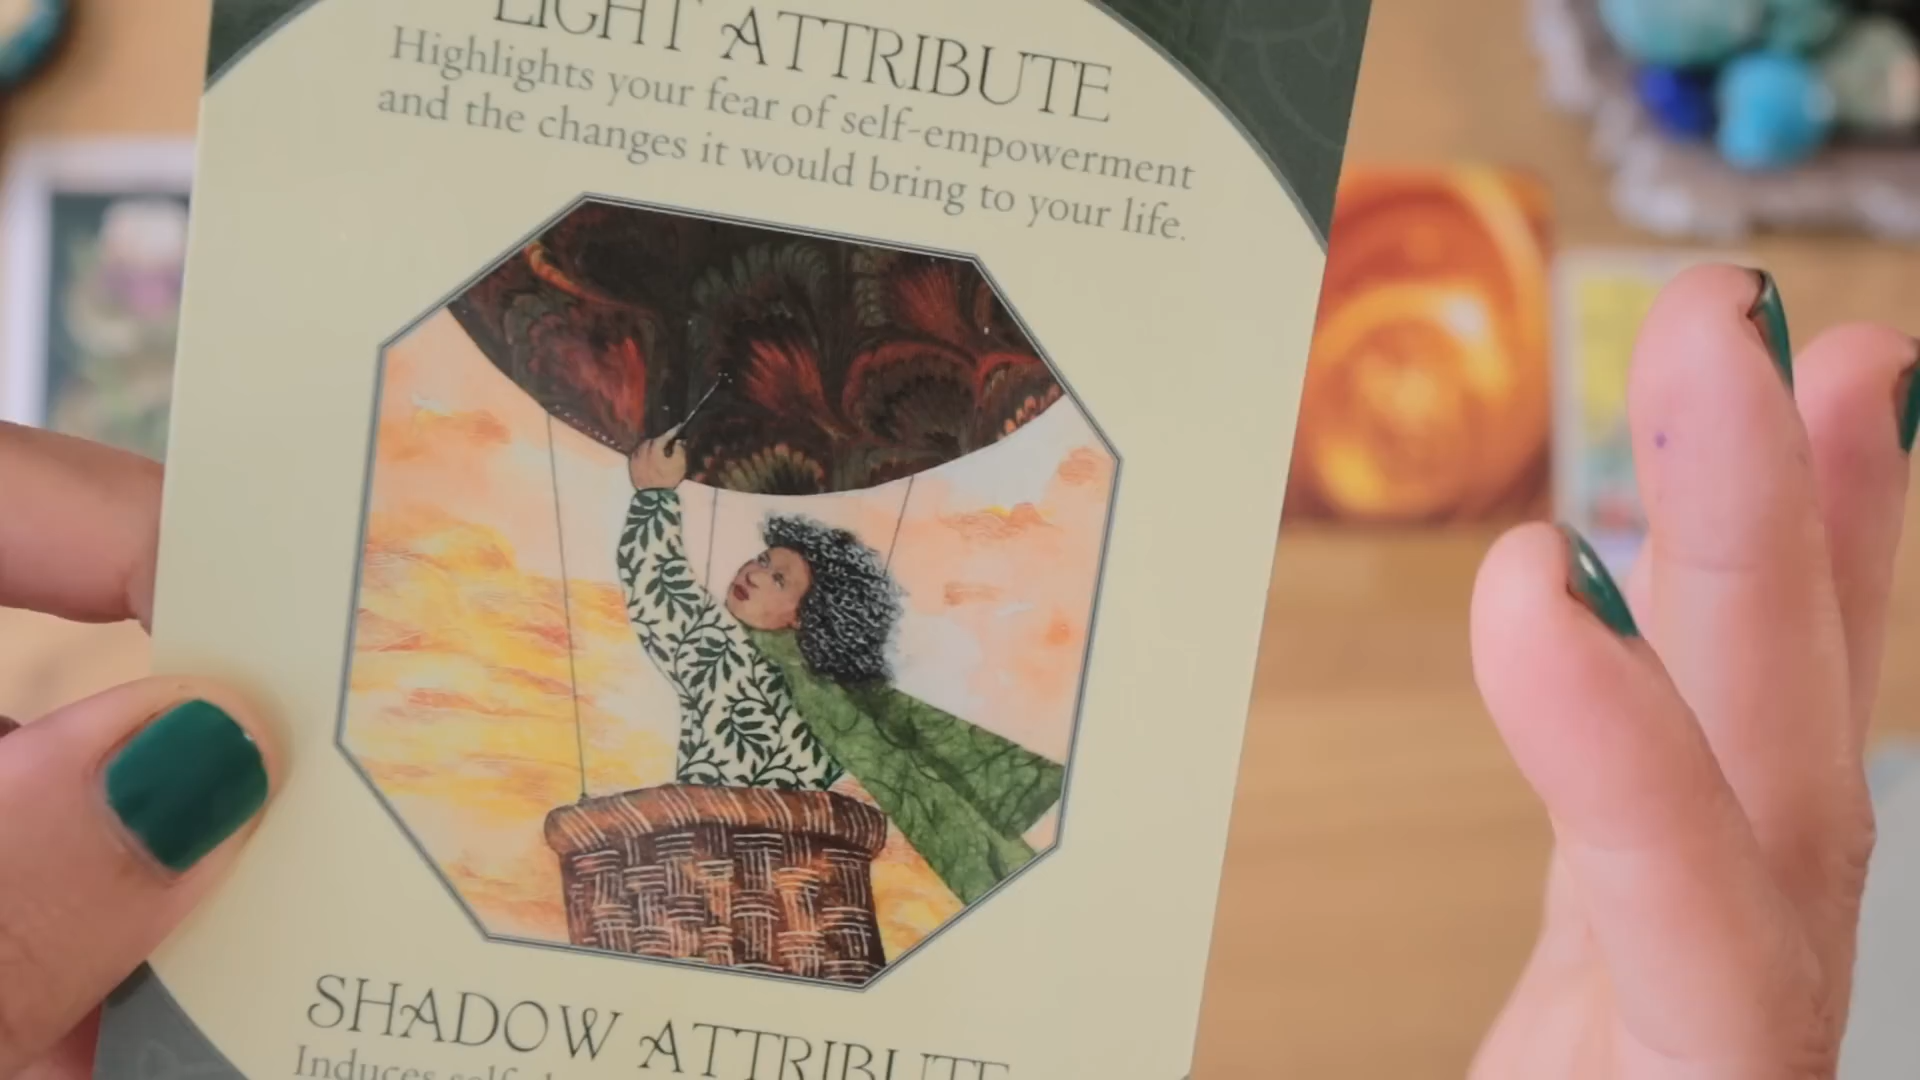 LIGHT ATTRIBUTE
Highlights your fear of self-empowerment
and the changes it would bring to your life.
SHADOW ATTRIBUTE
Induces